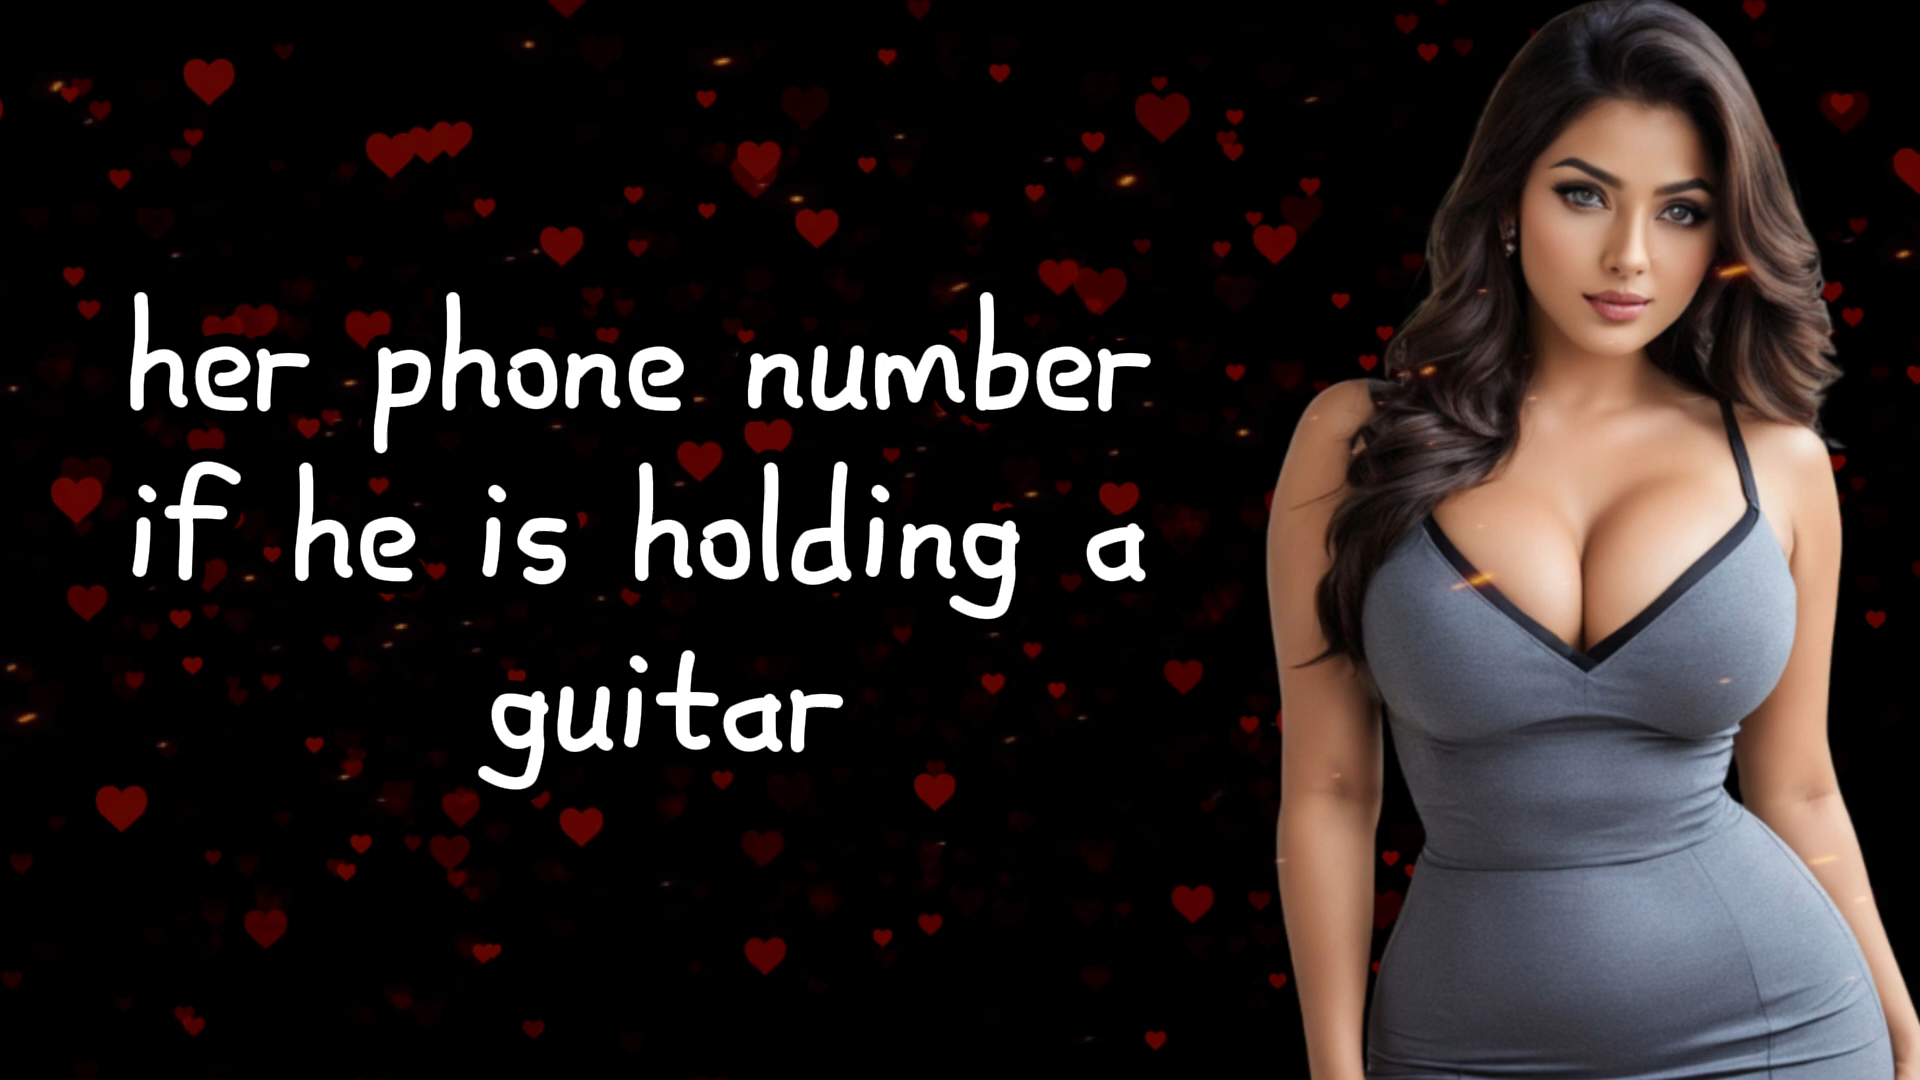 her phone number
if he is holding a
guitar